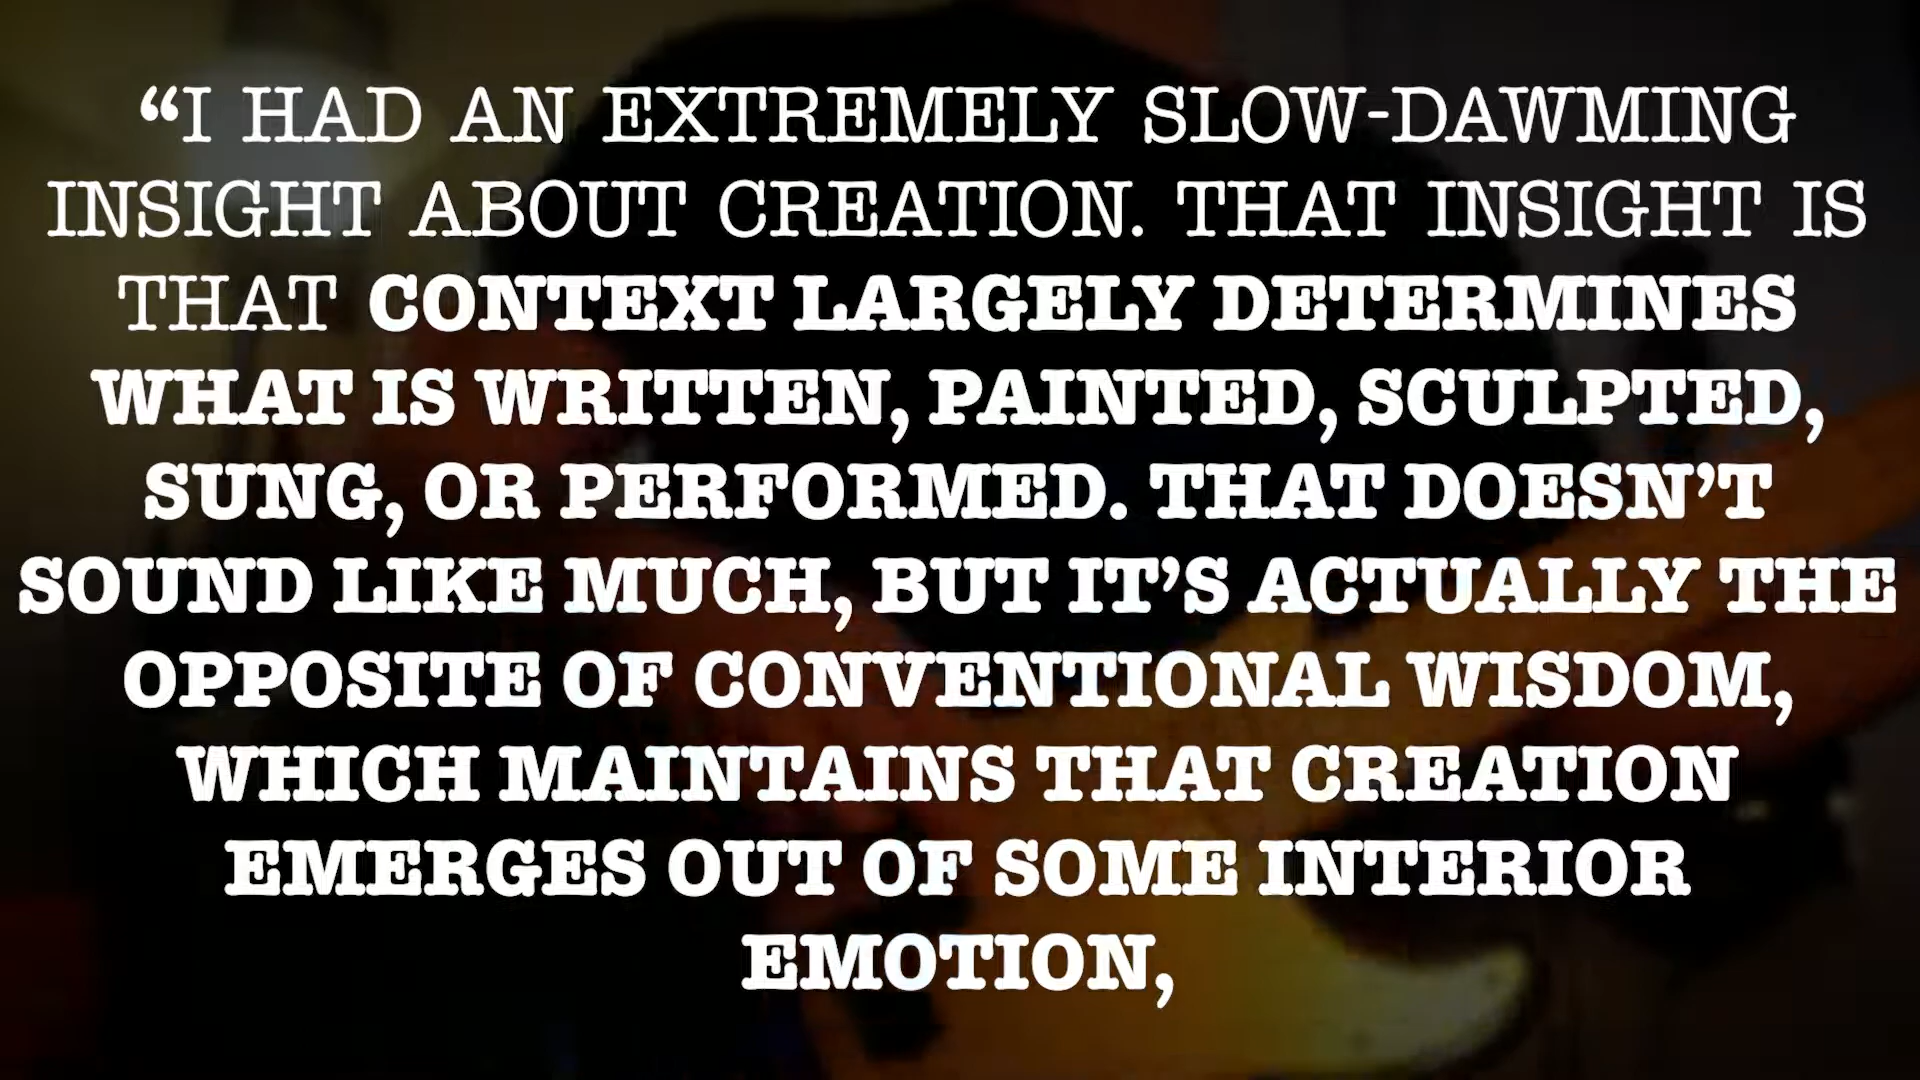 “I HAD AN EXTREMELY SLOW-DAWMING
INSIGHT ABOUT CREATION. THAT INSIGHT IS
THAT CONTEXT LARGELY DETERMINES
WHAT IS WRITTEN, PAINTED, SCULPTED,
SUNG, OR PERFORMED. THAT DOESN’T
SOUND LIKE MUCH, BUT IT’S ACTUALLY THE
OPPOSITE OF CONVENTIONAL WISDOM,
WHICH MAINTAINS THAT CREATION
EMERGES OUT OF SOME INTERIOR
EMOTION,